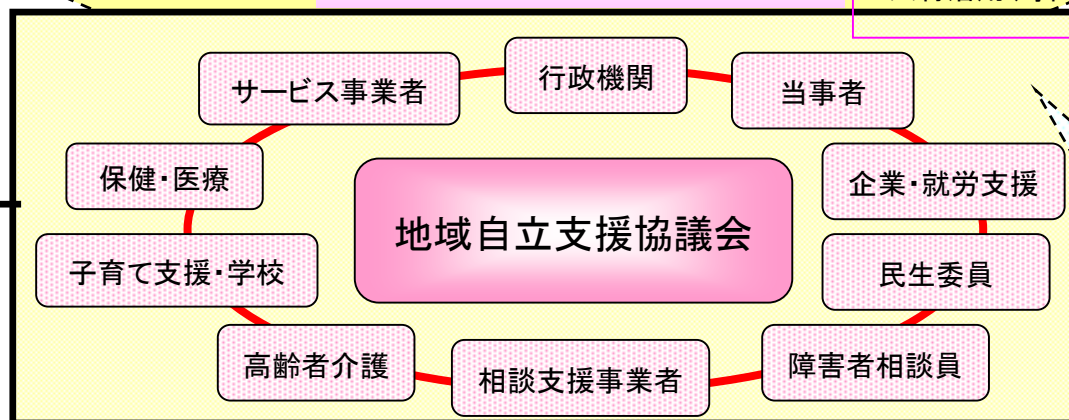 行政機関
サービス事業者
当事者
保健・医療
企業・就労支援
地域自立支援協議会
子育て支援・学校
民生委員
高齢者介護
相談支援事業者
障害者相談員